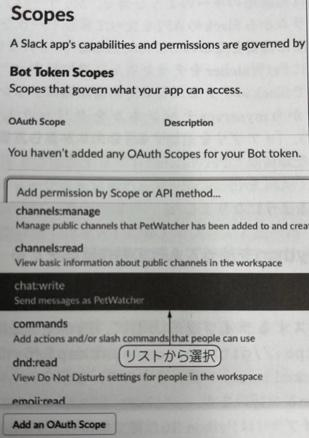 Scopes
A Slack app's capabilities and permissions are governed by
Bot Token Scopes
Scopes that govern what your app can access.
OAuth Scope Description
You haven't added any OAuth Scopes for your Bot token.
Add permission by Scope or API method...
channels:manage
Manage public channels that PetWatcher has been added to and crea
channels:read
View basic information about public channels in the workspace
chat:write
Send messages as PetWatcher
commands
Add actions and/or slash commands that people can use
リストから選択
dnd:read
View Do Not Disturb settings for people in the workspace
emoji:read
Add an OAuth Scope